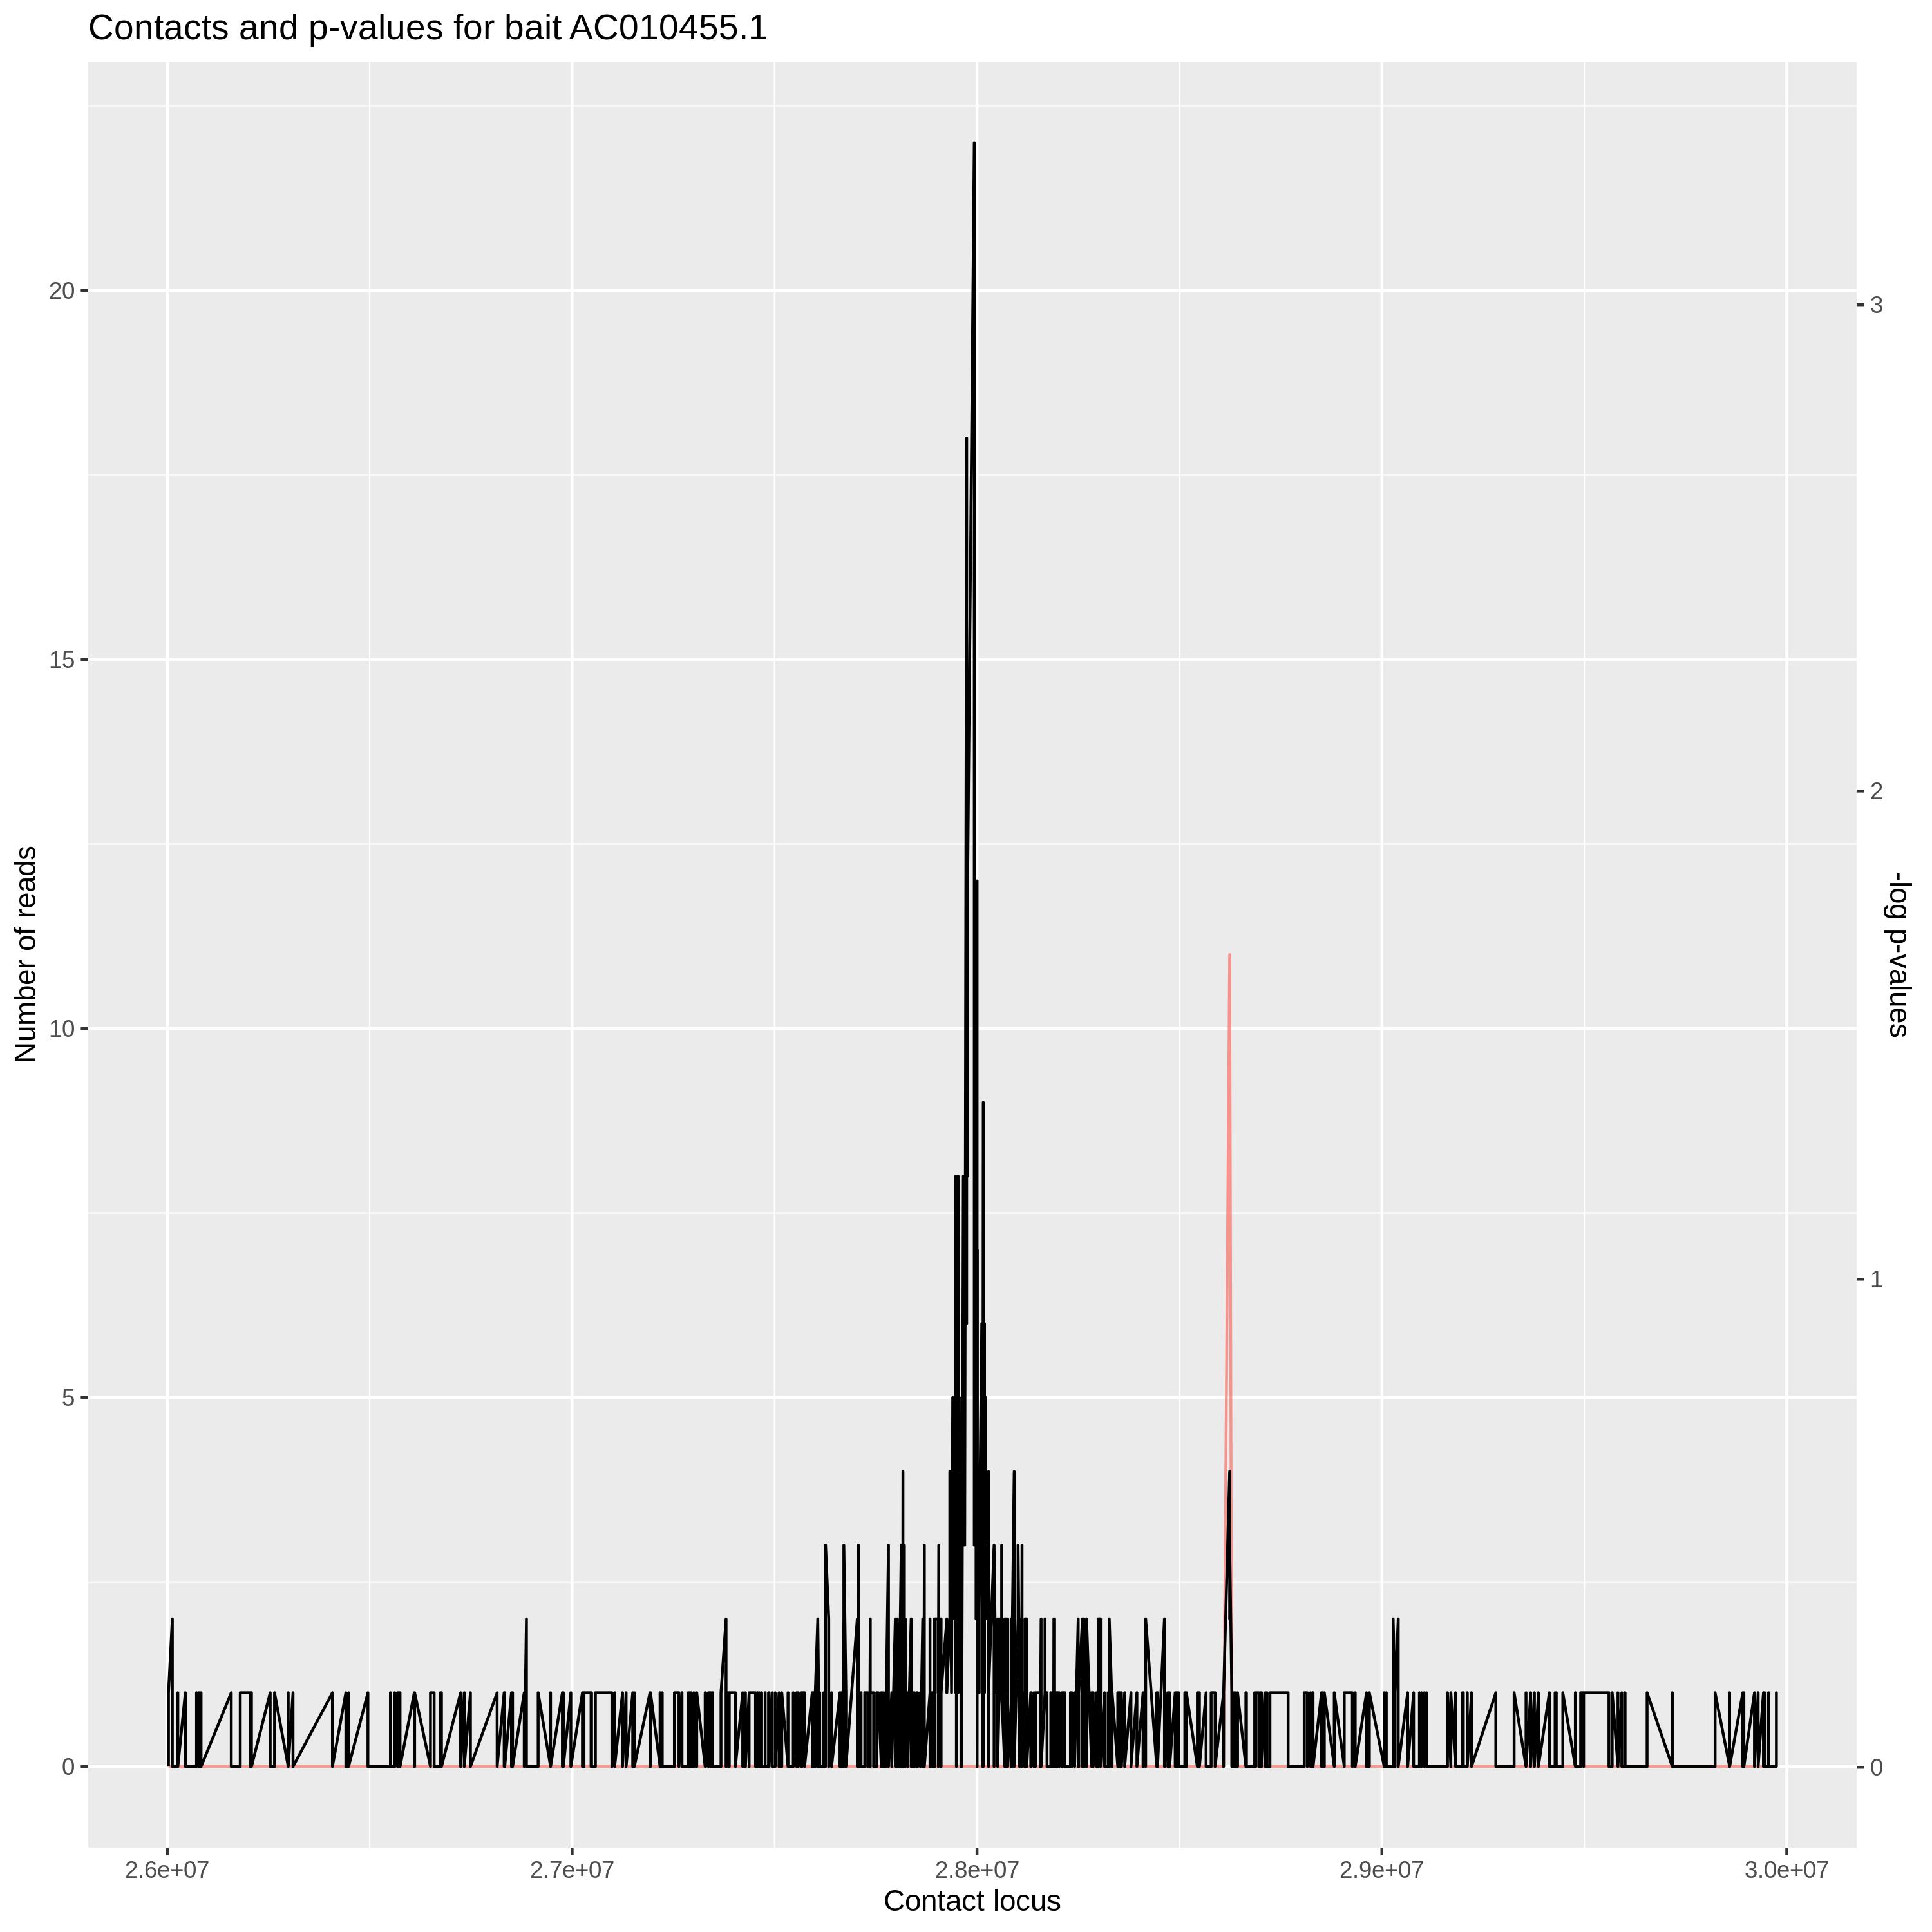 Contacts and p-values for bait AC010455.1
Number of reads
20
15
10
5
0
3
2
1
0
-log p-values
2.6e+07
2.7e+07
2.8e+07
2.9e+07
3.0e+07
Contact locus